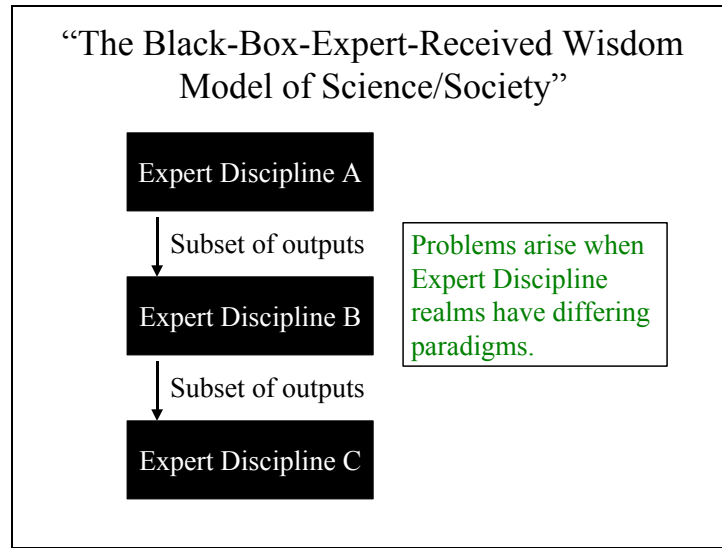 “The Black-Box-Expert-Received Wisdom
Model of Science/Society”
Expert Discipline A
Subset of outputs
Expert Discipline B
Subset of outputs
Expert Discipline C
Problems arise when
Expert Discipline
realms have differing
paradigms.